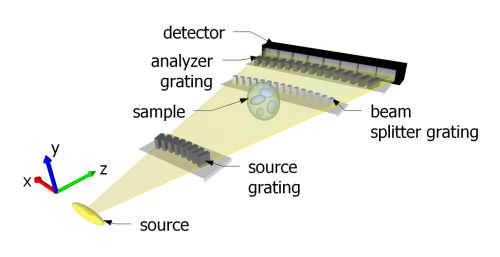 detector
analyzer
grating
sample
beam
splitter grating
source
grating
y
x
z
source